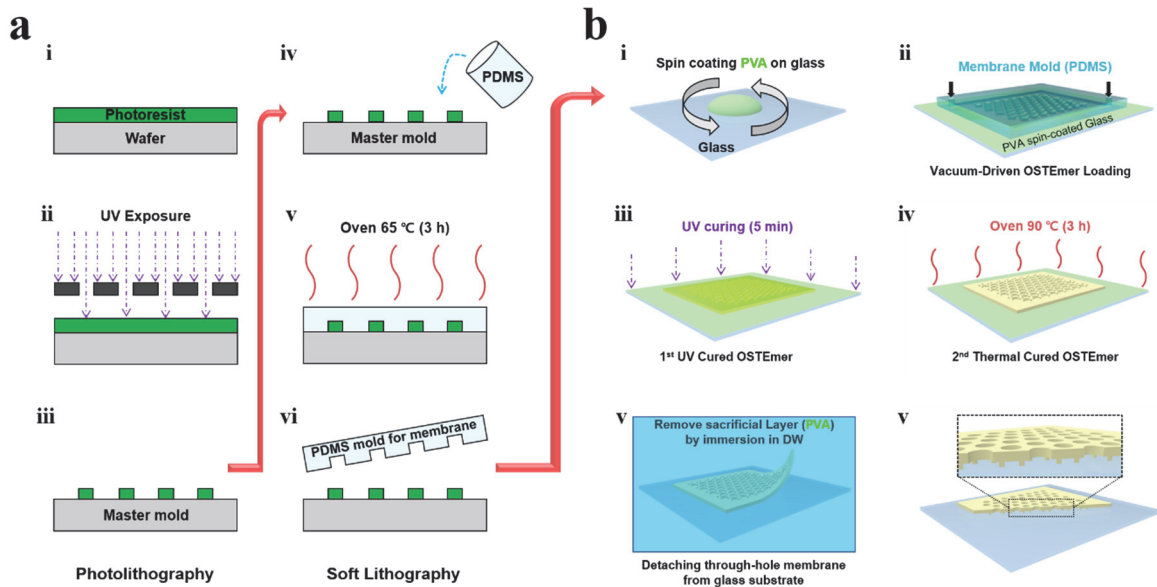 a
i
Photoresist
Wafer
ii
UV Exposure
iii
Master mold
Photolithography
iv
PDMS
Master mold
v
Oven 65 ℃ (3 h)
vi
PDMS mold for membrane
Soft Lithography
b
i
Spin coating PVA on glass
Glass
ii
Membrane Mold (PDMS)
PVA spin-coated Glass
Vacuum-Driven OSTEmer Loading
iii
UV curing (5 min)
1st UV Cured OSTEmer
iv
Oven 90 ℃ (3 h)
2nd Thermal Cured OSTEmer
v
Remove sacrificial Layer (PVA)
by immersion in DW
Detaching through-hole membrane
from glass substrate
v